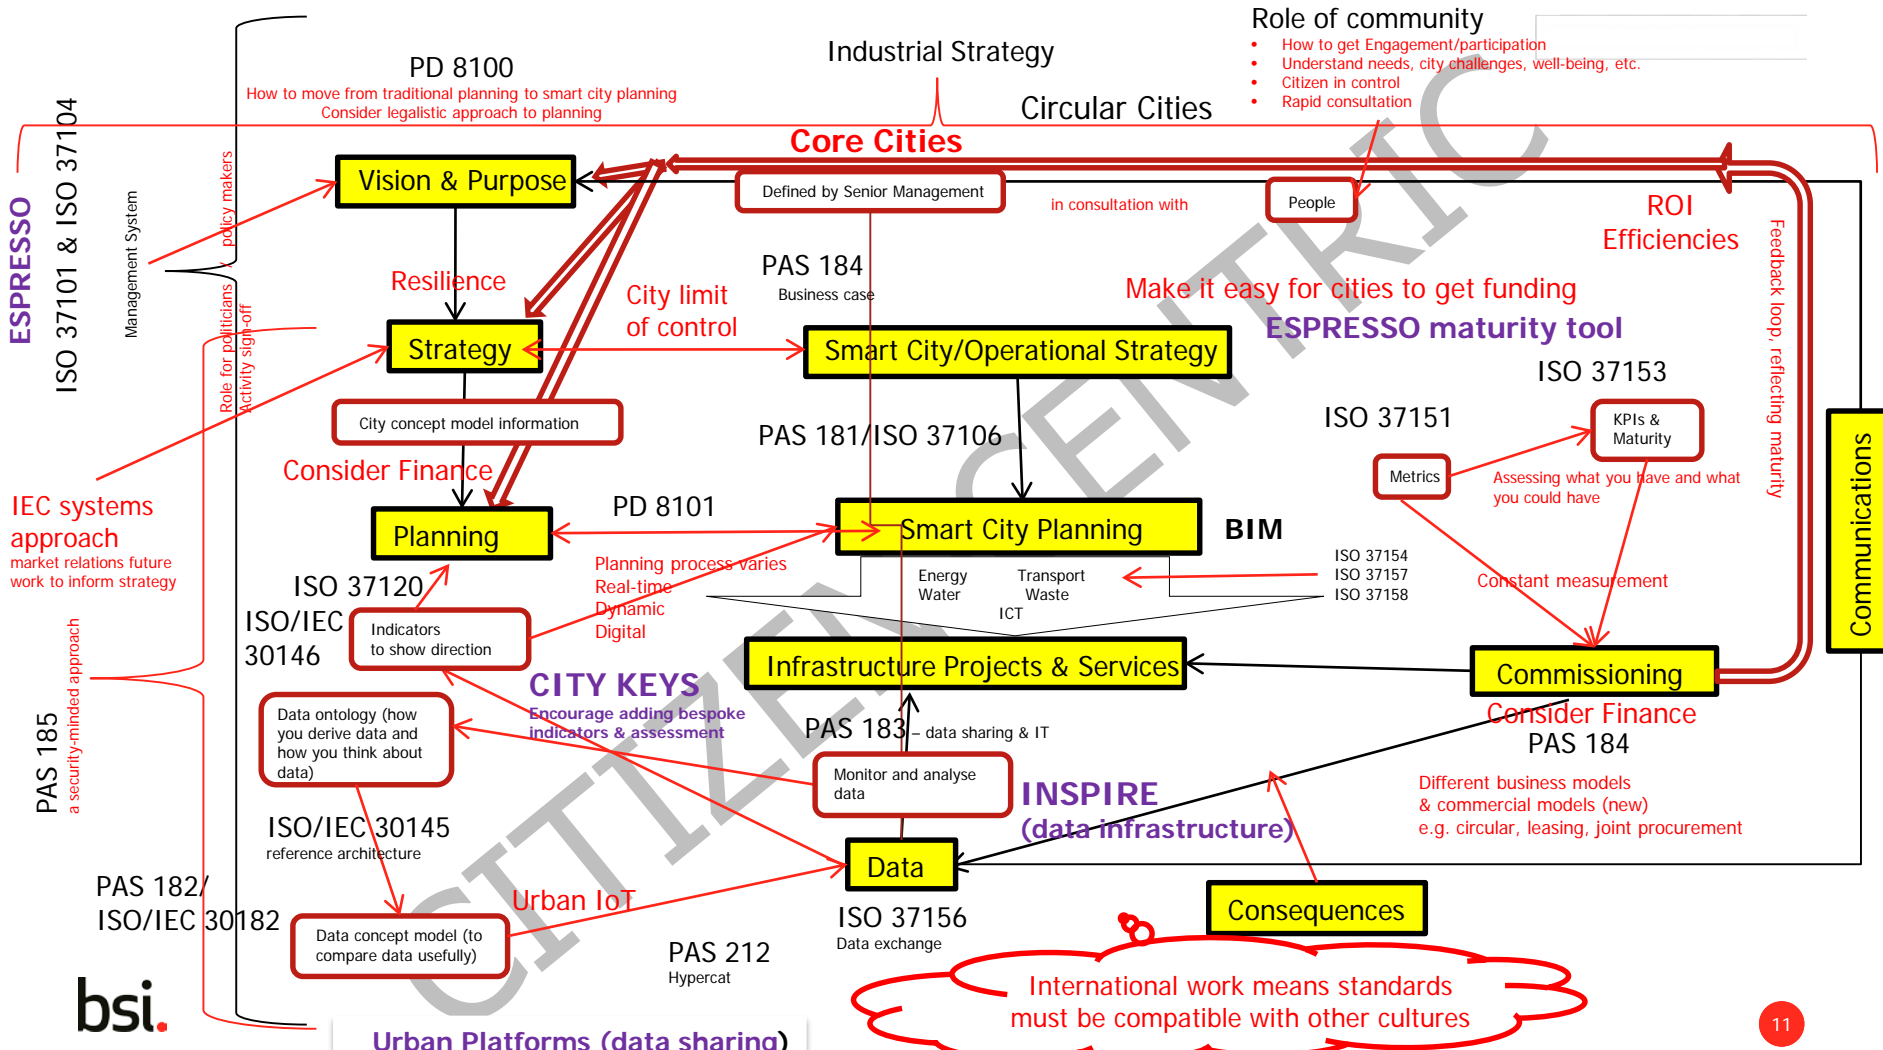 Role of community
• How to get Engagement/participation
• Understand needs, city challenges, well-being, etc.
• Citizen in control
• Rapid consultation
Industrial Strategy
PD 8100
How to move from traditional planning to smart city planning
Consider legalistic approach to planning
Circular Cities
Core Cities
ESPRESSO
ISO 37101 & ISO 37104
Management System
Role for politicians / policy makers
Activity sign-off
Vision & Purpose
Defined by Senior Management
in consultation with
People
ROI
Efficiencies
Feedback loop, reflecting maturity
Resilience
City limit
of control
PAS 184
Business case
Make it easy for cities to get funding
ESPRESSO maturity tool
Strategy
Smart City/Operational Strategy
ISO 37153
City concept model information
PAS 181/ISO 37106
ISO 37151
KPIs &
Maturity
Metrics
Assessing what you have and what
you could have
Consider Finance
IEC systems
approach
market relations future
work to inform strategy
Planning
PD 8101
Smart City Planning
BIM
Communications
Planning process varies
Real-time
Dynamic
Digital
Energy
Transport
Water
Waste
ICT
ISO 37154
ISO 37157
ISO 37158
Constant measurement
ISO 37120
ISO/IEC
30146
Indicators
to show direction
Infrastructure Projects & Services
Commissioning
CITY KEYS
Encourage adding bespoke
indicators & assessment
PAS 185
a security-minded approach
Data ontology (how
you derive data and
how you think about
data)
PAS 183 – data sharing & IT
Consider Finance
PAS 184
Monitor and analyse
data
INSPIRE
(data infrastructure)
Different business models
& commercial models (new)
e.g. circular, leasing, joint procurement
ISO/IEC 30145
reference architecture
Data
PAS 182/
ISO/IEC 30182
Urban IoT
Consequences
Data concept model (to
compare data usefully)
ISO 37156
Data exchange
PAS 212
Hypercat
International work means standards
must be compatible with other cultures
bsi.
Urban Platforms (data sharing)
11
CITIZEN CENTRIC